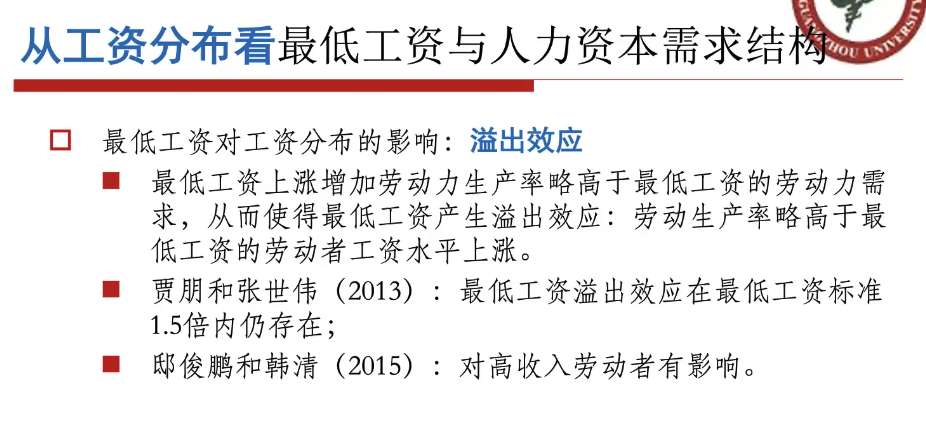 GUANGZHOU UNIVERSITY
从工资分布看最低工资与人力资本需求结构
最低工资对工资分布的影响：溢出效应
最低工资上涨增加劳动力生产率略高于最低工资的劳动力需
求，从而使得最低工资产生溢出效应：劳动生产率略高于最
低工资的劳动者工资水平上涨。
贾朋和张世伟（2013）：最低工资溢出效应在最低工资标准
1.5倍内仍存在；
邸俊鹏和韩清（2015）：对高收入劳动者有影响。